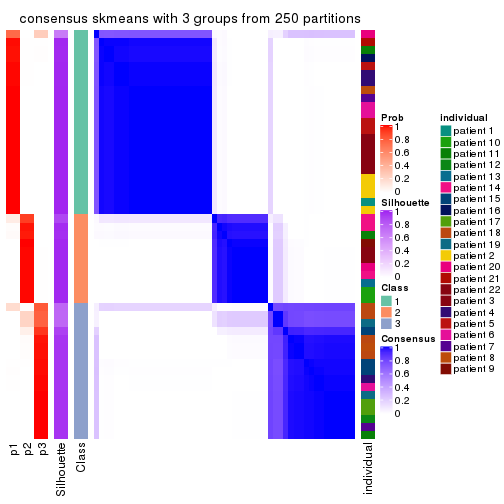 consensus skmeans with 3 groups from 250 partitions
Prob
1
0.8
0.6
0.4
0.2
0
Silhouette
1
0.8
0.6
0.4
0.2
0
Class
1
2
3
Consensus
1
0.8
0.6
0.4
0.2
0
individual
patient 1
patient 10
patient 11
patient 12
patient 13
patient 14
patient 15
patient 16
patient 17
patient 18
patient 19
patient 2
patient 20
patient 21
patient 22
patient 3
patient 4
patient 5
patient 6
patient 7
patient 8
patient 9
p1
p2
p3
Silhouette
Class
individual